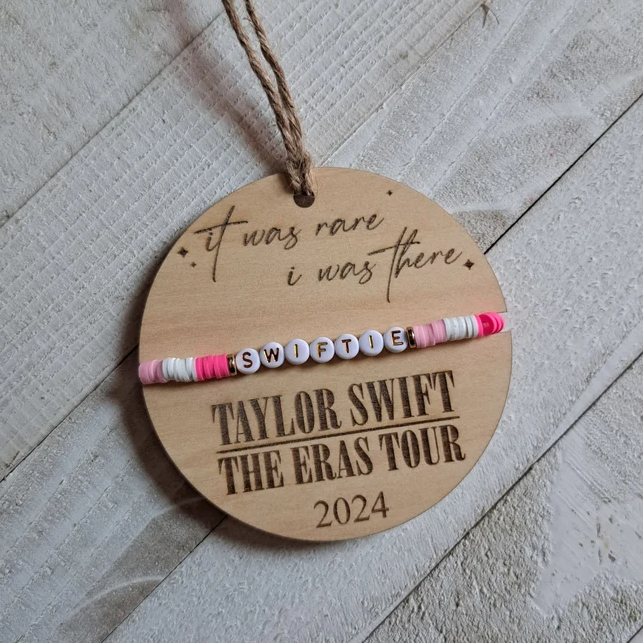 it was rare
i was there
SWIFTIE
TAYLOR SWIFT
THE ERAS TOUR
2024